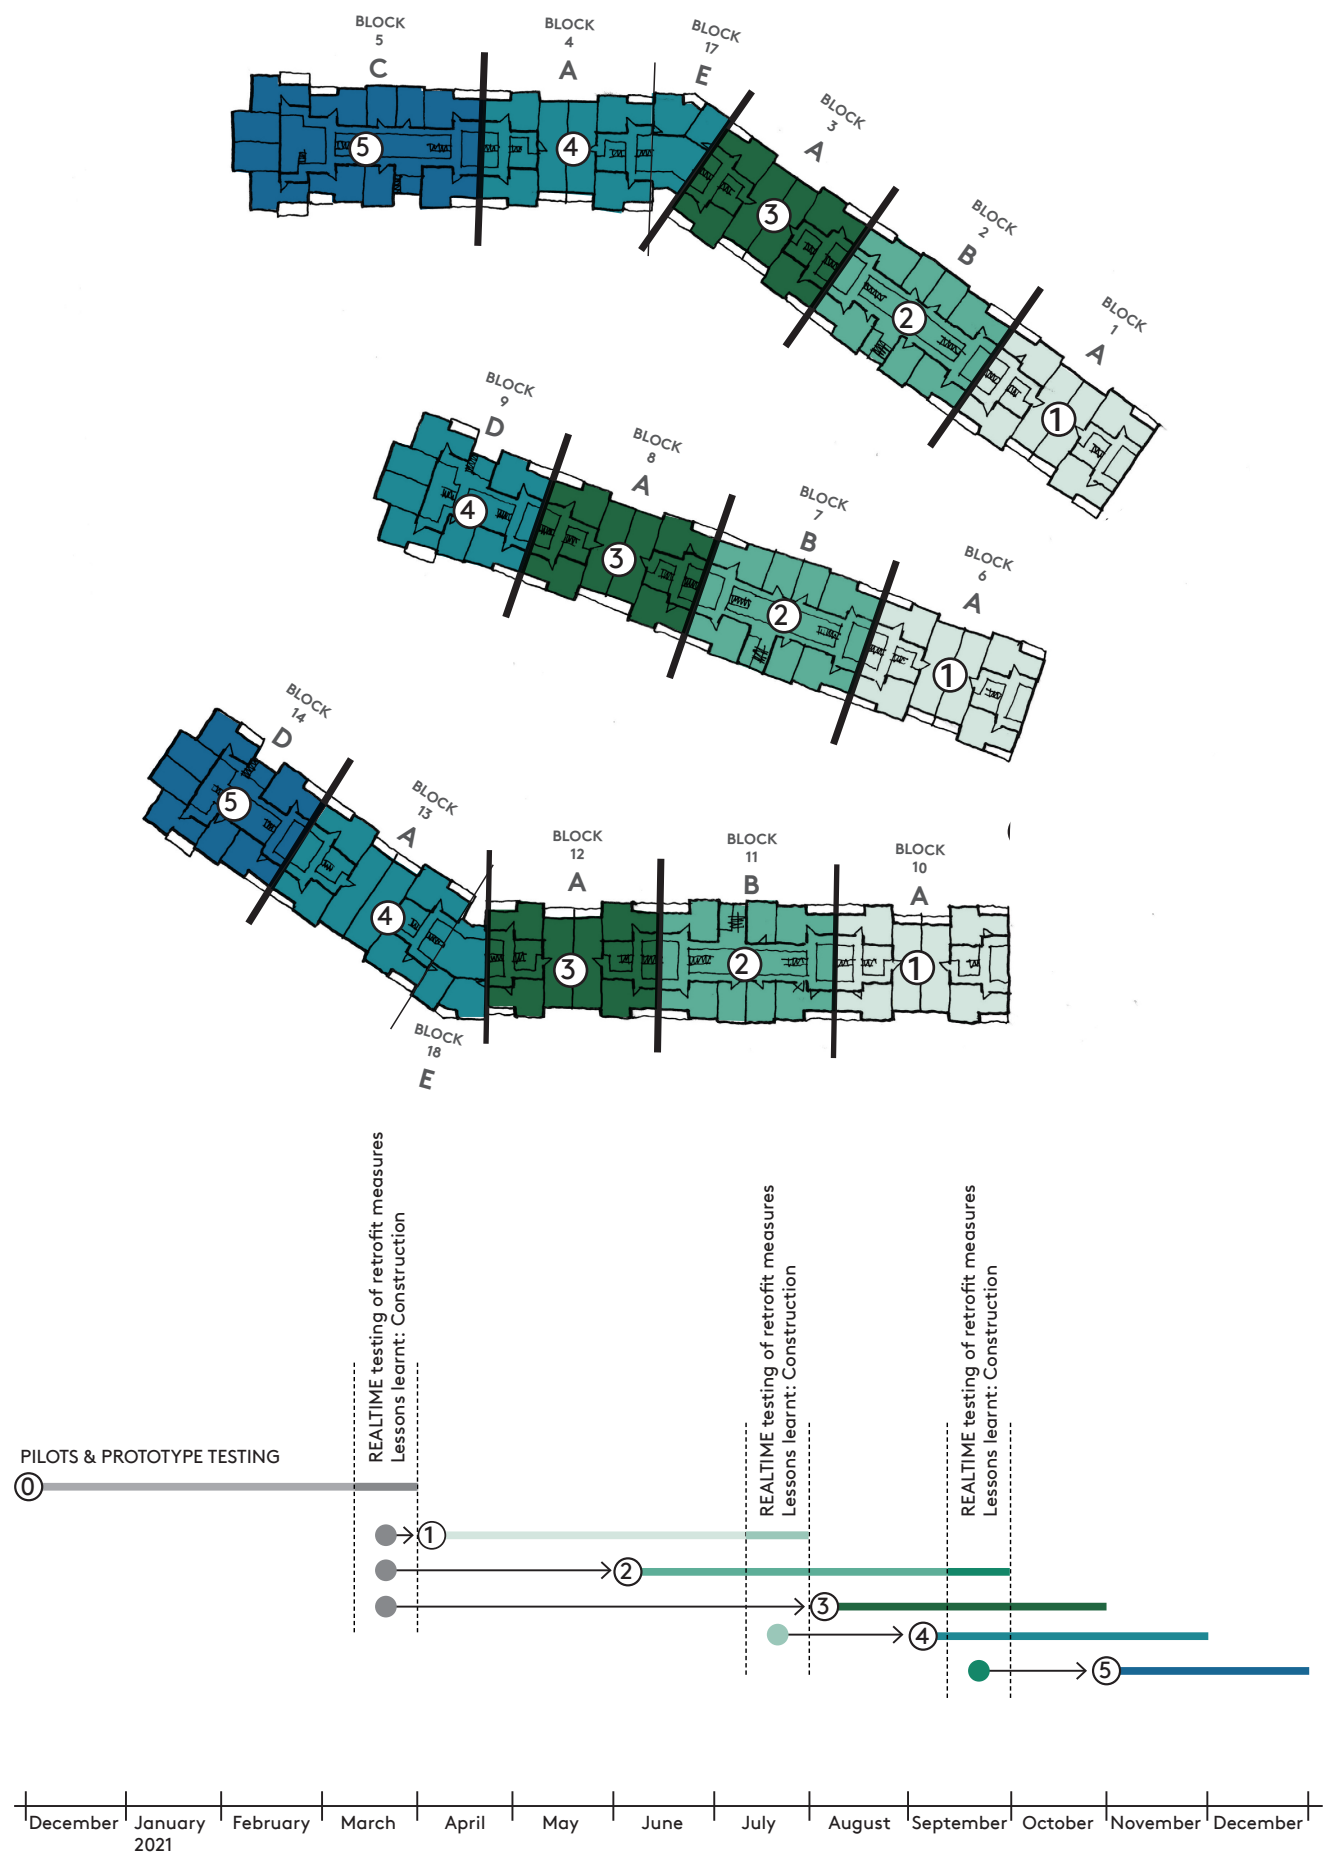 BLOCK
5
C
BLOCK
4
A
BLOCK
17
E
BLOCK
3
A
BLOCK
2
B
BLOCK
1
A
5
4
3
2
1
BLOCK
9
D
BLOCK
8
A
BLOCK
7
B
BLOCK
6
A
4
3
2
1
BLOCK
14
D
BLOCK
13
A
BLOCK
12
A
BLOCK
11
B
BLOCK
10
A
5
4
3
2
1
BLOCK
18
E
REALTIME testing of retrofit measures
Lessons learnt: Construction
REALTIME testing of retrofit measures
Lessons learnt: Construction
REALTIME testing of retrofit measures
Lessons learnt: Construction
PILOTS & PROTOTYPE TESTING
0
1
2
3
4
5
December January February March April May June July August September October November December
2021